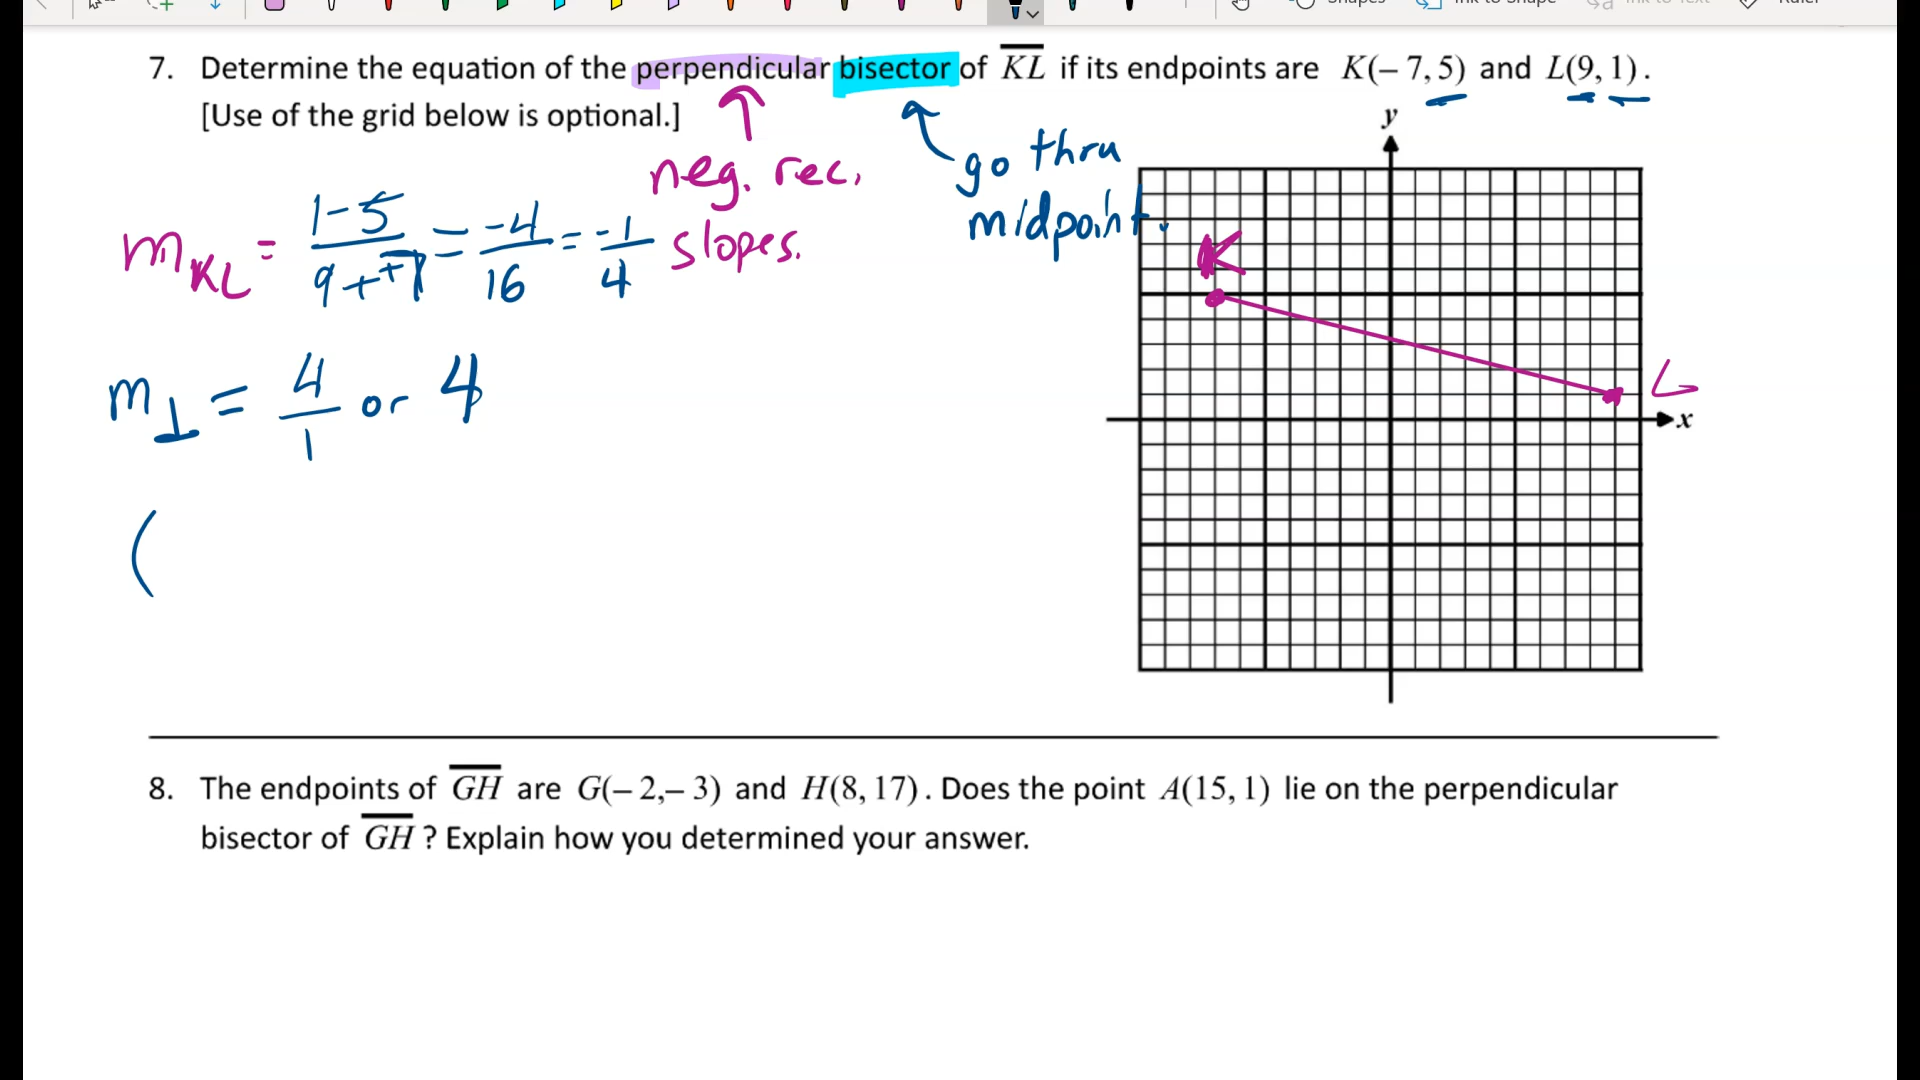 7. Determine the equation of the perpendicular bisector of KL if its endpoints are K(– 7, 5) and L(9, 1).
[Use of the grid below is optional.]
y
neg. rec.
slopes.
go thru
midpoint.
mKL = 1-5/9++7 = -4/16 = -1/4
K
L
x
m⊥ = 4/1 or 4
(
8. The endpoints of GH are G(– 2,– 3) and H(8, 17). Does the point A(15, 1) lie on the perpendicular
bisector of GH ? Explain how you determined your answer.